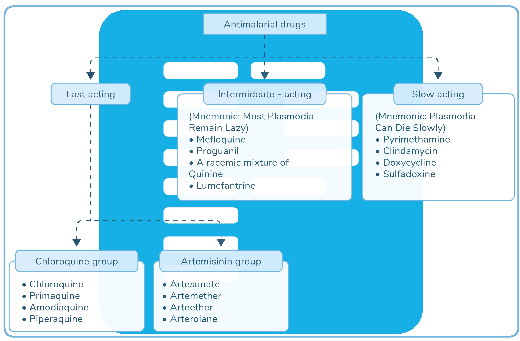 Antimalarial drugs
Fast acting
Intermideate - acting
Slow acting
(Mnemonic: Most Plasmodia
Remain Lazy)
• Mefloquine
• Proguanil
• A racemic mixture of
Quinine
• Lumefantrine
(Mnemonic: Plasmodia
Can Die Slowly)
• Pyrimethamine
• Clindamycin
• Doxycycline
• Sulfadoxine
Chloroquine group
• Chloroquine
• Primaquine
• Amodiaquine
• Piperaquine
Artemisinin group
• Artesunate
• Artemether
• Arteether
• Arterolane